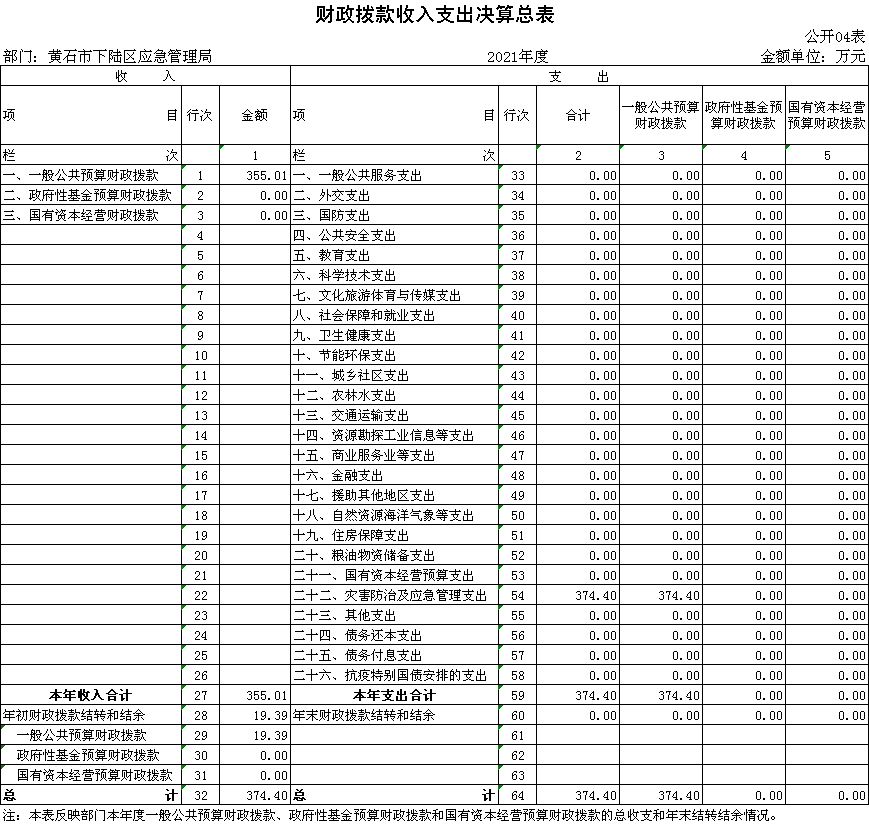 财政拨款收入支出决算总表
公开04表
部门：黄石市下陆区应急管理局 2021年度 金额单位：万元
收 入 支 出
项 目 行次 金额 项 目 行次 合计 一般公共预算财政拨款 政府性基金预算财政拨款 国有资本经营预算财政拨款
栏 次 1 栏 次 2 3 4 5
一、一般公共预算财政拨款 1 355.01 一、一般公共服务支出 33 0.00 0.00 0.00 0.00
二、政府性基金预算财政拨款 2 0.00 二、外交支出 34 0.00 0.00 0.00 0.00
三、国有资本经营财政拨款 3 0.00 三、国防支出 35 0.00 0.00 0.00 0.00
4 四、公共安全支出 36 0.00 0.00 0.00 0.00
5 五、教育支出 37 0.00 0.00 0.00 0.00
6 六、科学技术支出 38 0.00 0.00 0.00 0.00
7 七、文化旅游体育与传媒支出 39 0.00 0.00 0.00 0.00
8 八、社会保障和就业支出 40 0.00 0.00 0.00 0.00
9 九、卫生健康支出 41 0.00 0.00 0.00 0.00
10 十、节能环保支出 42 0.00 0.00 0.00 0.00
11 十一、城乡社区支出 43 0.00 0.00 0.00 0.00
12 十二、农林水支出 44 0.00 0.00 0.00 0.00
13 十三、交通运输支出 45 0.00 0.00 0.00 0.00
14 十四、资源勘探工业信息等支出 46 0.00 0.00 0.00 0.00
15 十五、商业服务业等支出 47 0.00 0.00 0.00 0.00
16 十六、金融支出 48 0.00 0.00 0.00 0.00
17 十七、援助其他地区支出 49 0.00 0.00 0.00 0.00
18 十八、自然资源海洋气象等支出 50 0.00 0.00 0.00 0.00
19 十九、住房保障支出 51 0.00 0.00 0.00 0.00
20 二十、粮油物资储备支出 52 0.00 0.00 0.00 0.00
21 二十一、国有资本经营预算支出 53 0.00 0.00 0.00 0.00
22 二十二、灾害防治及应急管理支出 54 374.40 374.40 0.00 0.00
23 二十三、其他支出 55 0.00 0.00 0.00 0.00
24 二十四、债务还本支出 56 0.00 0.00 0.00 0.00
25 二十五、债务付息支出 57 0.00 0.00 0.00 0.00
26 二十六、抗疫特别国债安排的支出 58 0.00 0.00 0.00 0.00
本年收入合计 27 355.01 本年支出合计 59 374.40 374.40 0.00 0.00
年初财政拨款结转和结余 28 19.39 年末财政拨款结转和结余 60 0.00 0.00 0.00 0.00
一般公共预算财政拨款 29 19.39 61
政府性基金预算财政拨款 30 0.00 62
国有资本经营预算财政拨款 31 0.00 63
总 计 32 374.40 总 计 64 374.40 374.40 0.00 0.00
注：本表反映部门本年度一般公共预算财政拨款、政府性基金预算财政拨款和国有资本经营预算财政拨款的总收支和年末结转结余情况。